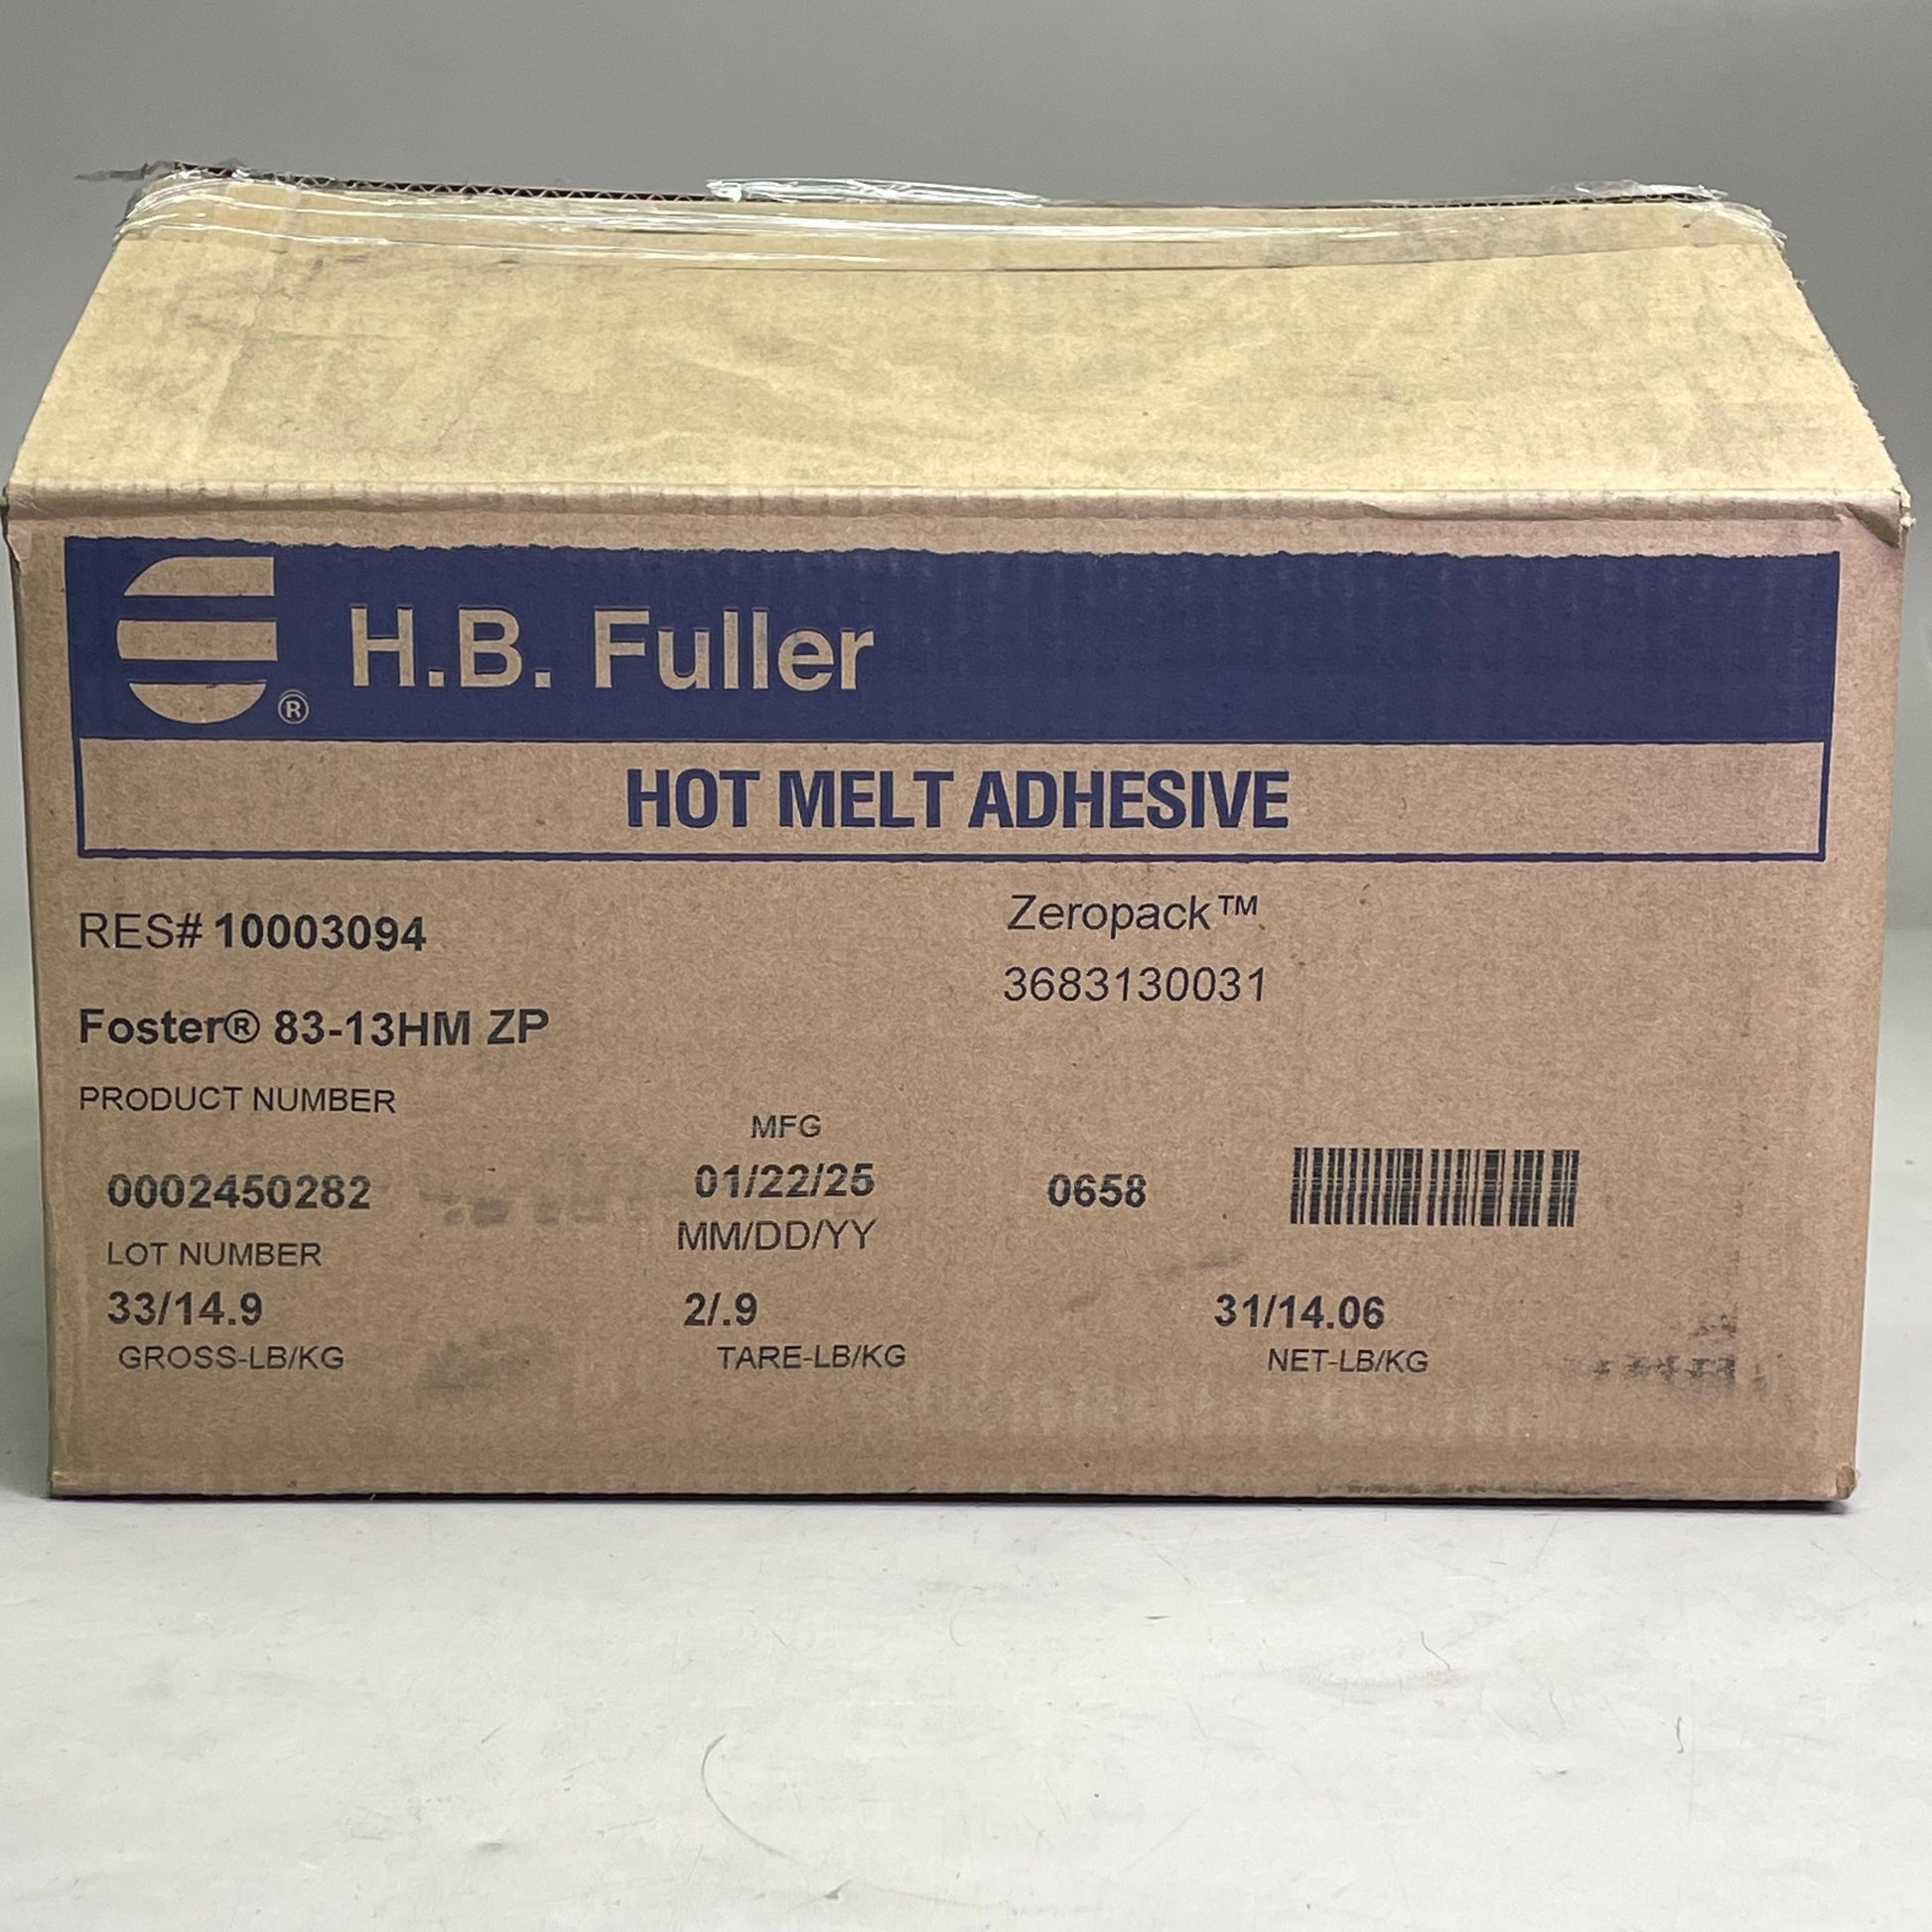 H.B. Fuller
®
HOT MELT ADHESIVE
RES# 10003094
Zeropack™
3683130031
Foster® 83-13HM ZP
PRODUCT NUMBER
MFG
0002450282
01/22/25
0658
LOT NUMBER
MM/DD/YY
33/14.9
2/.9
31/14.06
GROSS-LB/KG
TARE-LB/KG
NET-LB/KG